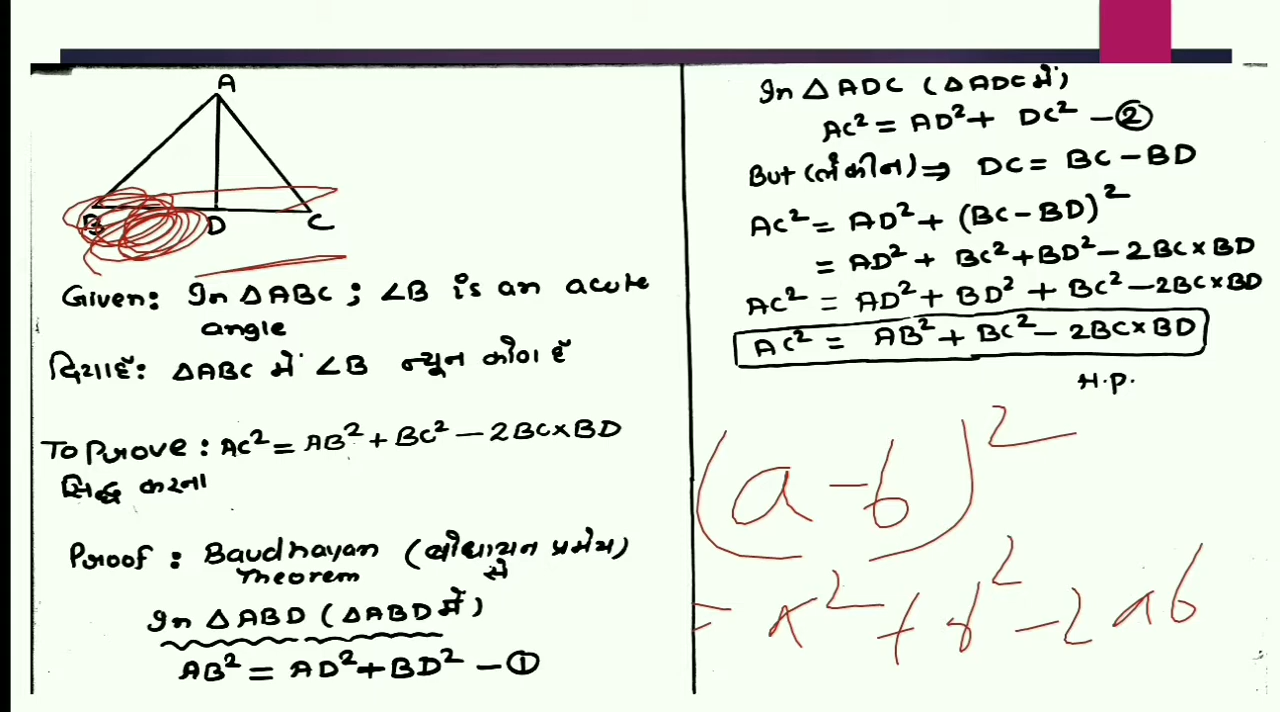 A
B D C
Given: In △ABC ; ∠B is an acute
angle
दिया है: △ABC में ∠B न्यून कोण है
To Prove : AC² = AB² + BC² – 2BC×BD
सिद्ध करना
Proof : Baudhayan (बौधायन प्रमेय)
Theorem से
In △ABD (△ABD में)
AB² = AD² + BD² – ①
In △ADC (△ADC में)
AC² = AD² + DC² – ②
But (लेकीन) ⇒ DC = BC – BD
AC² = AD² + (BC – BD)²
= AD² + BC² + BD² – 2BC×BD
AC² = AD² + BD² + BC² – 2BC×BD
AC² = AB² + BC² – 2BC×BD
H.P.
(a – b)²
= a² + b² – 2ab